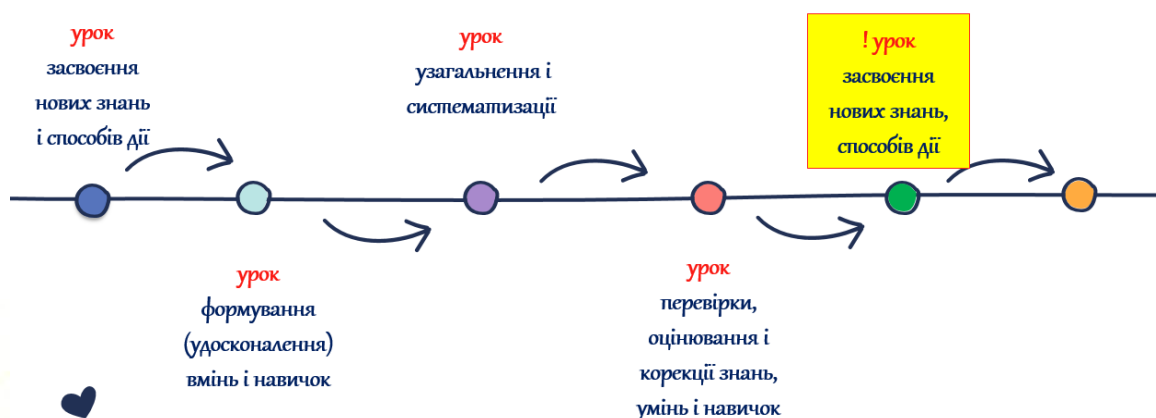 урок
засвоєння
нових знань
і способів дії
урок
формування
(удосконалення)
вмінь і навичок
урок
узагальнення і
систематизації
урок
перевірки,
оцінювання і
корекції знань,
умінь і навичок
! урок
засвоєння
нових знань,
способів дії